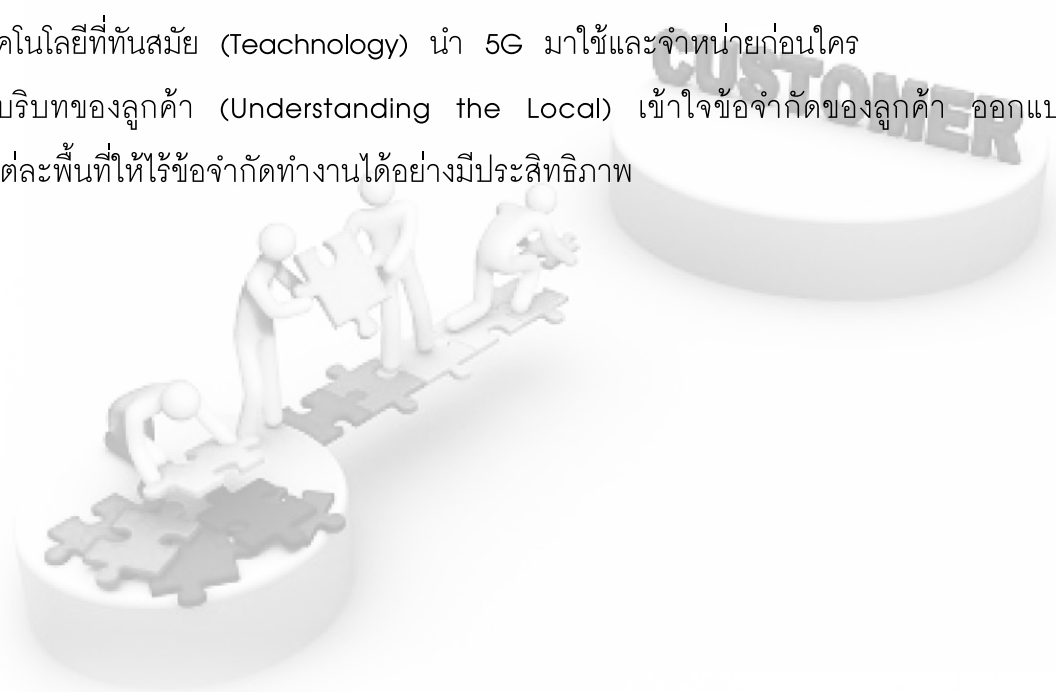 คโนโลยีที่ทันสมัย (Teachnology) นำ 5G มาใช้และจำหน่ายก่อนใคร
บริบทของลูกค้า (Understanding the Local) เข้าใจข้อจำกัดของลูกค้า ออกแบ
ต่ละพื้นที่ให้ไร้ข้อจำกัดทำงานได้อย่างมีประสิทธิภาพ
CUSTOMER